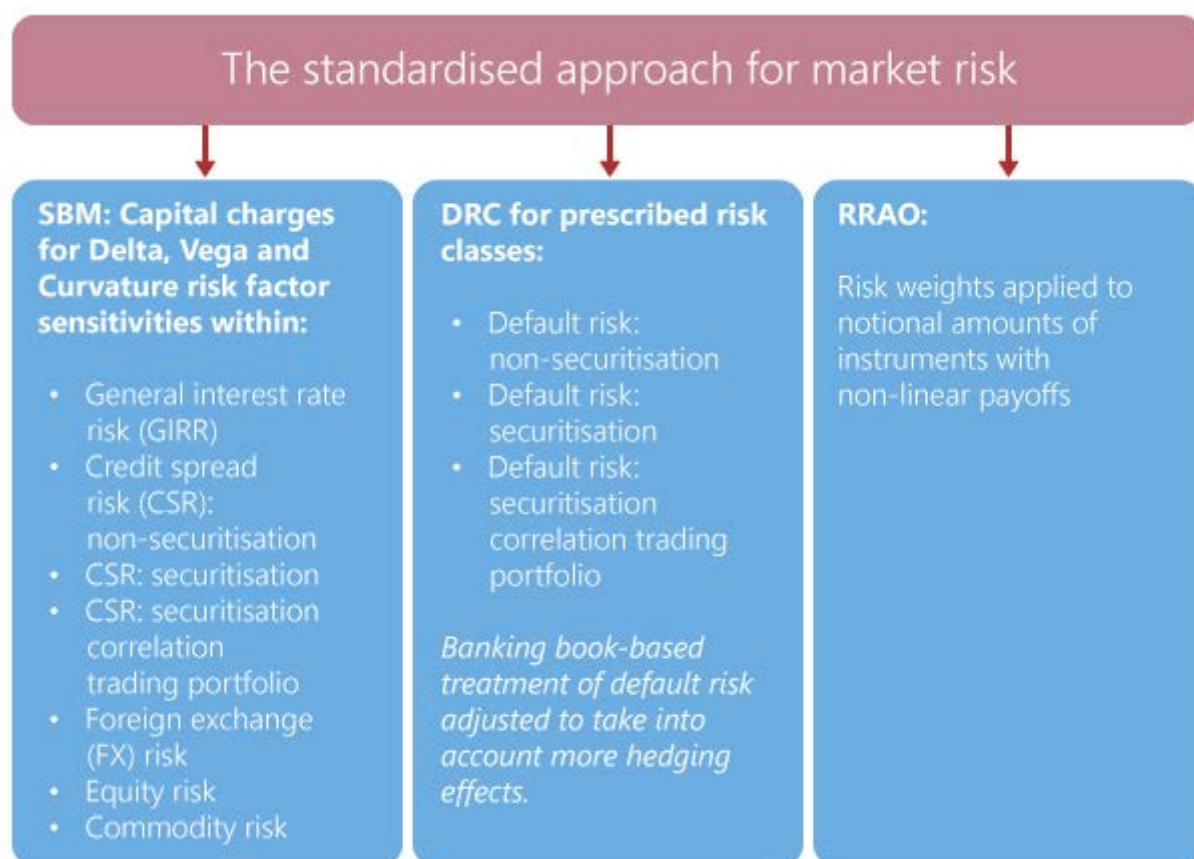 The standardised approach for market risk
SBM: Capital charges
for Delta, Vega and
Curvature risk factor
sensitivities within:
• General interest rate
risk (GIRR)
• Credit spread
risk (CSR):
non-securitisation
• CSR: securitisation
• CSR: securitisation
correlation
trading portfolio
• Foreign exchange
(FX) risk
• Equity risk
• Commodity risk
DRC for prescribed risk
classes:
• Default risk:
non-securitisation
• Default risk:
securitisation
• Default risk:
securitisation
correlation trading
portfolio
Banking book-based
treatment of default risk
adjusted to take into
account more hedging
effects.
RRAO:
Risk weights applied to
notional amounts of
instruments with
non-linear payoffs